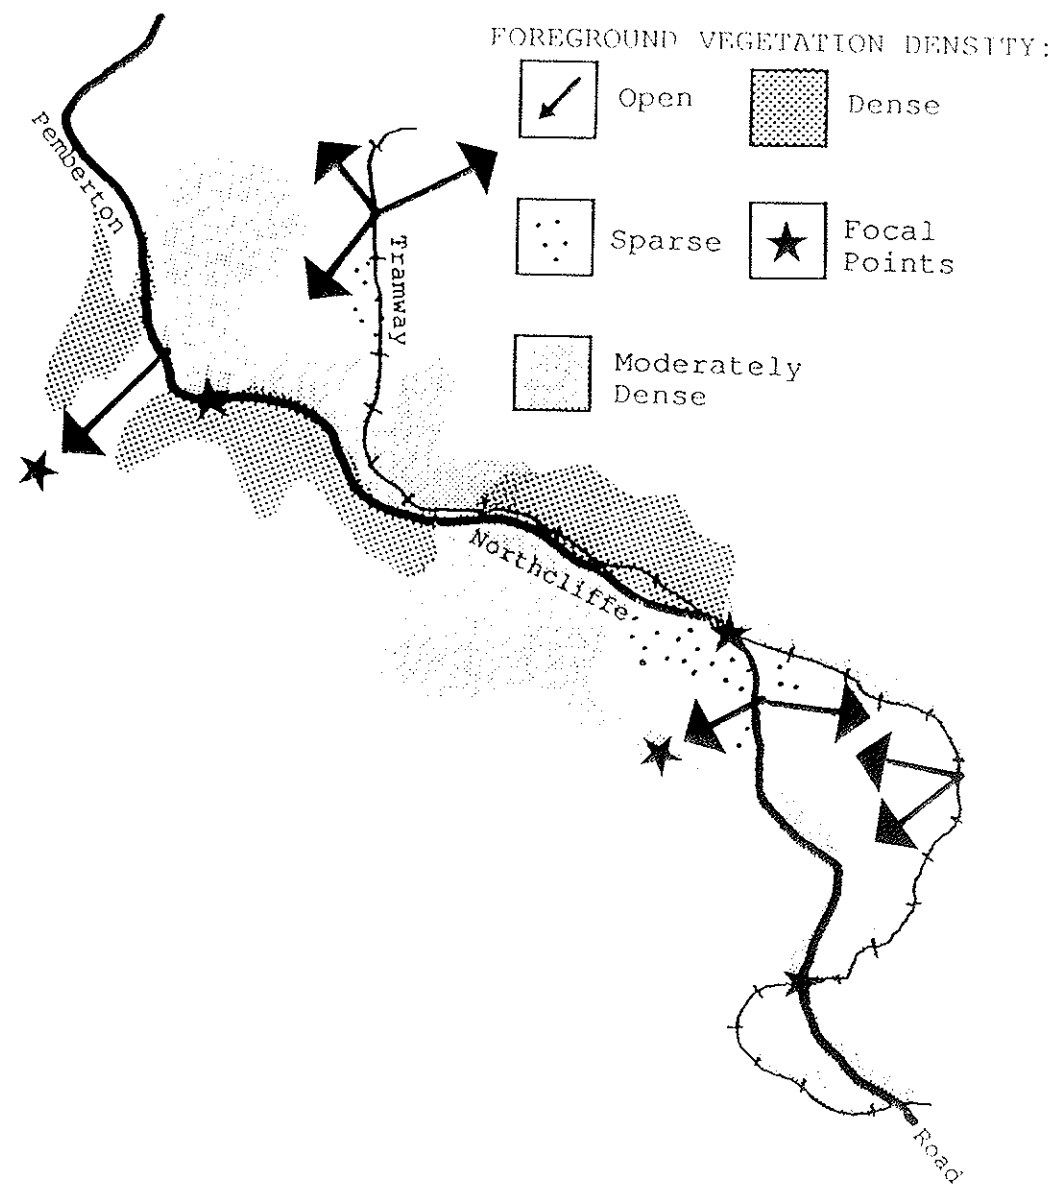 FOREGROUND VEGETATION DENSITY:
Open
Dense
Sparse
Focal
Points
Moderately
Dense
Pemberton
Tramway
Northcliffe
Road